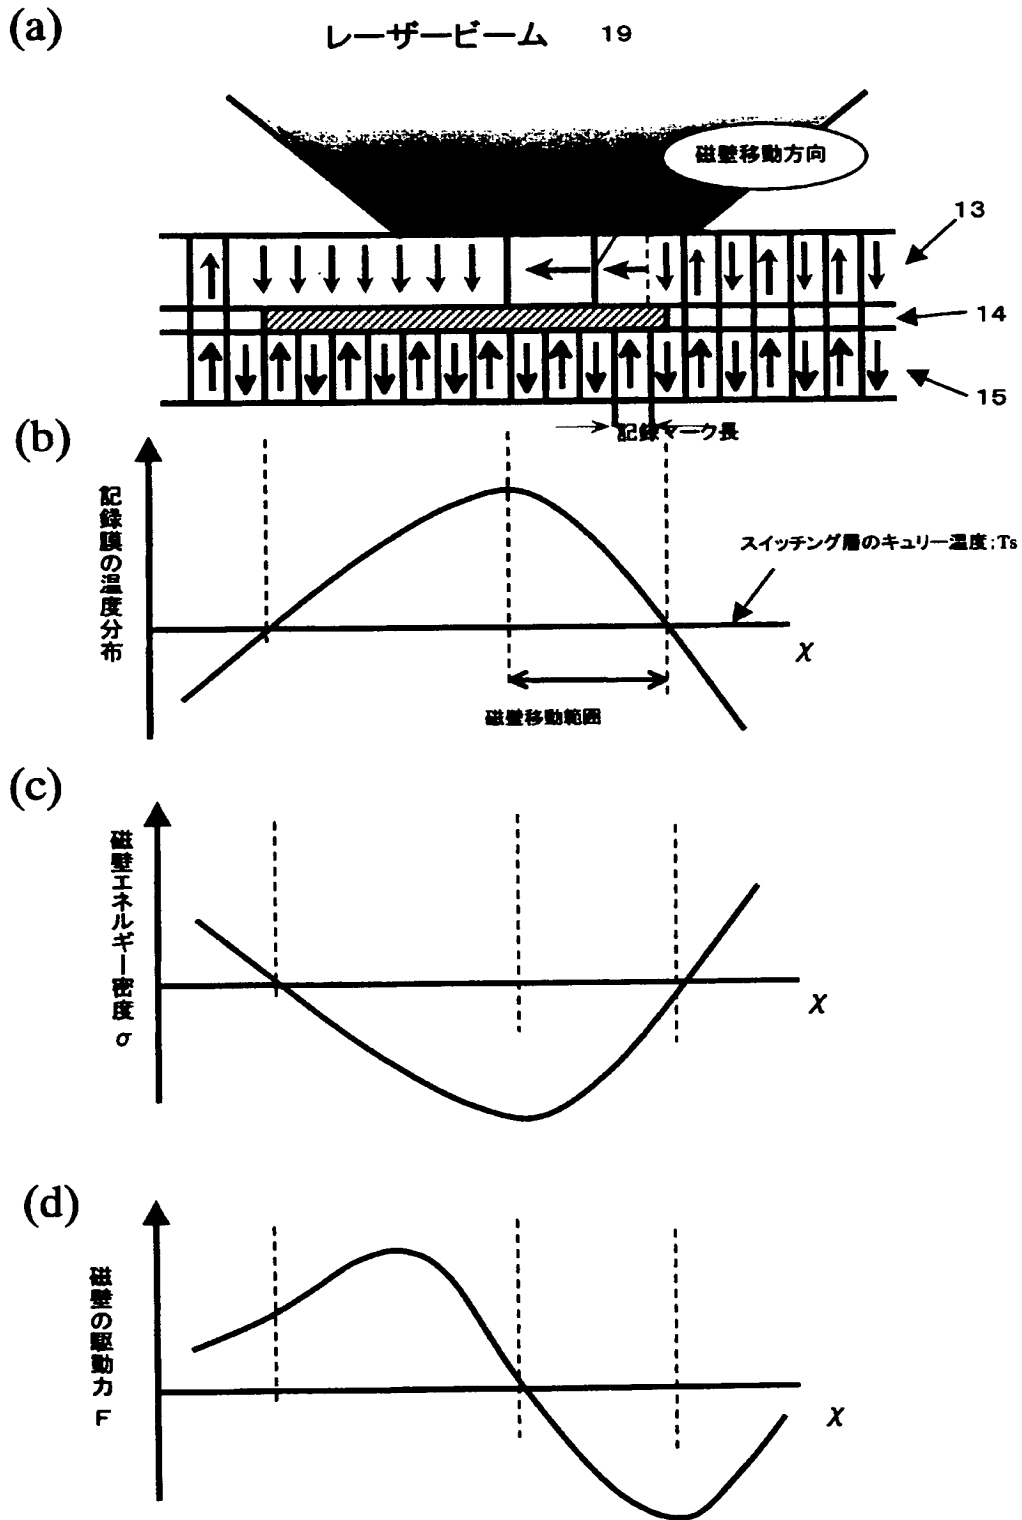 (a)
レーザービーム 19
磁壁移動方向
13
14
15
記録マーク長
(b)
記録膜の温度分布
スイッチング層のキュリー温度;Ts
χ
磁壁移動範囲
(c)
磁壁エネルギー密度 σ
χ
(d)
磁壁の駆動力 F
χ